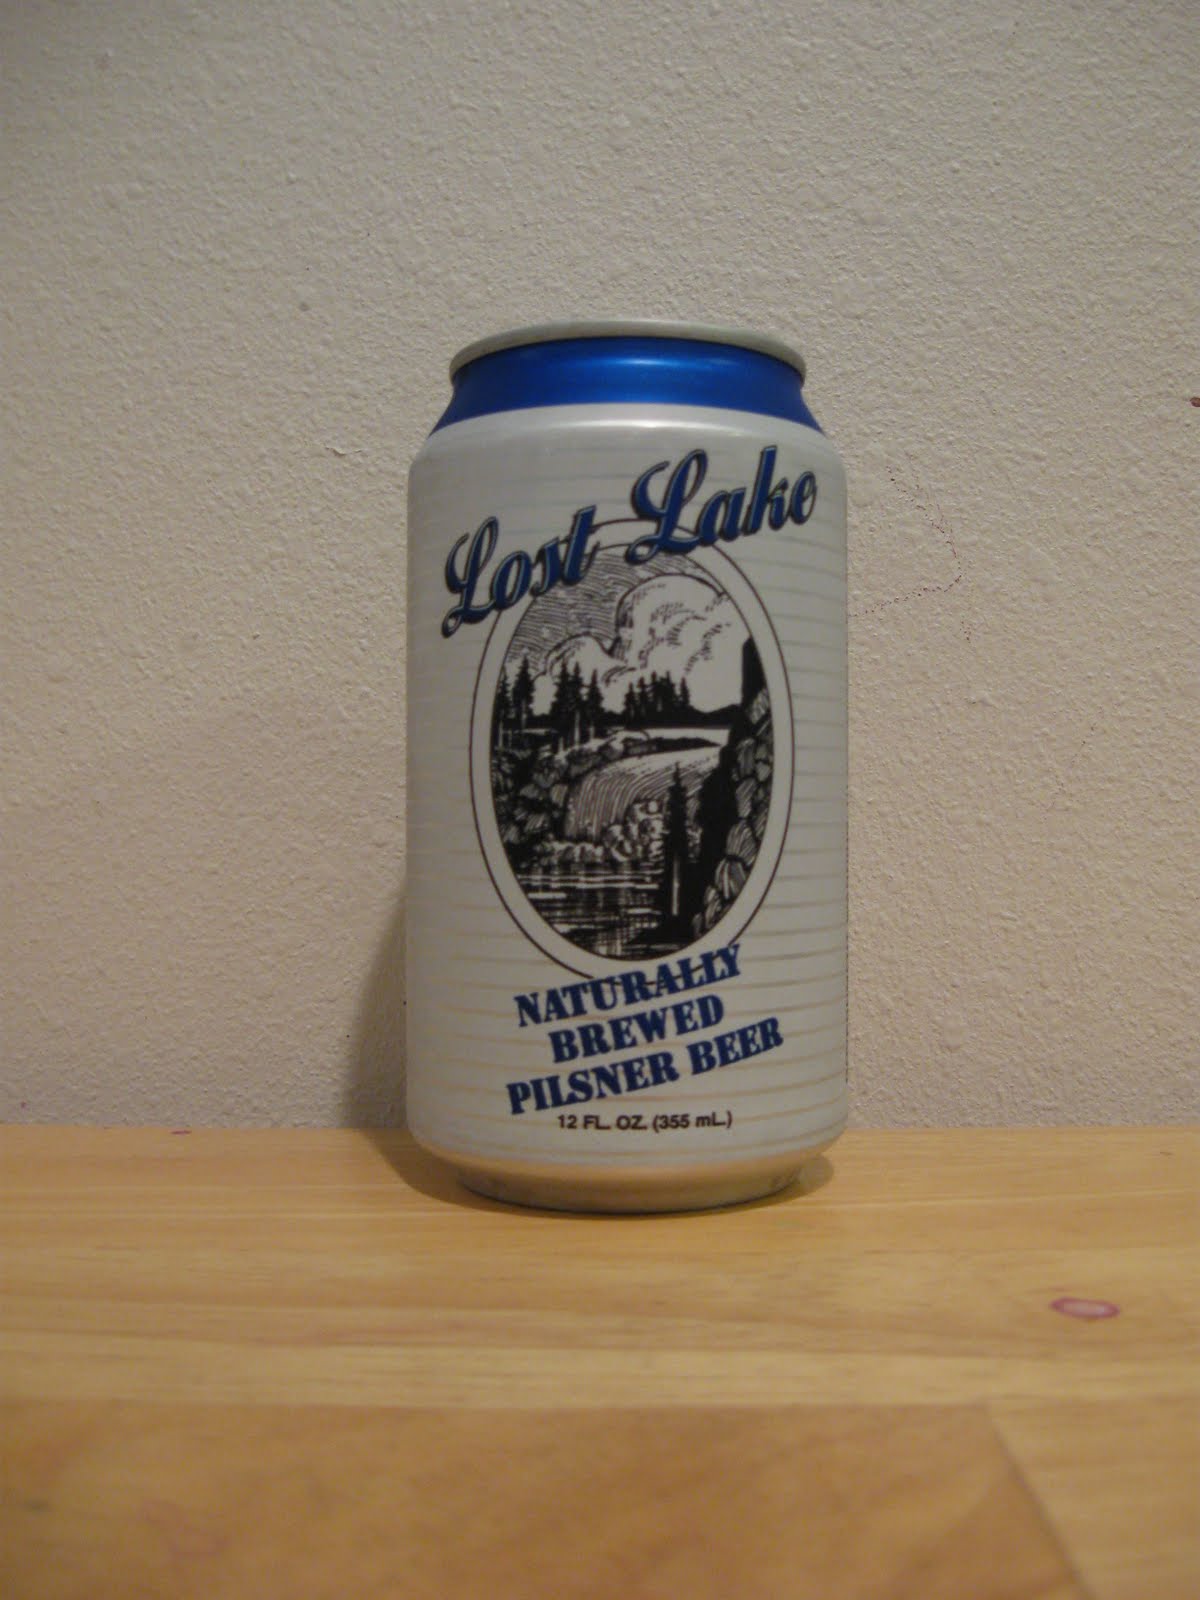 Lost Lake
NATURALLY
BREWED
PILSNER BEER
12 FL. OZ. (355 mL.)